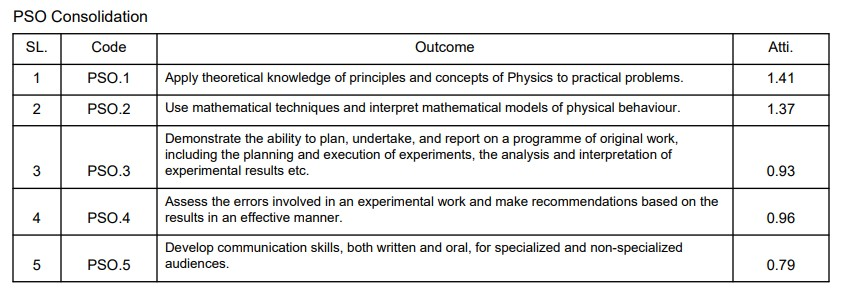 PSO Consolidation
SL. Code Outcome Atti.
1 PSO.1 Apply theoretical knowledge of principles and concepts of Physics to practical problems. 1.41
2 PSO.2 Use mathematical techniques and interpret mathematical models of physical behaviour. 1.37
Demonstrate the ability to plan, undertake, and report on a programme of original work,
including the planning and execution of experiments, the analysis and interpretation of
3 PSO.3 experimental results etc. 0.93
Assess the errors involved in an experimental work and make recommendations based on the
4 PSO.4 results in an effective manner. 0.96
Develop communication skills, both written and oral, for specialized and non-specialized
5 PSO.5 audiences. 0.79